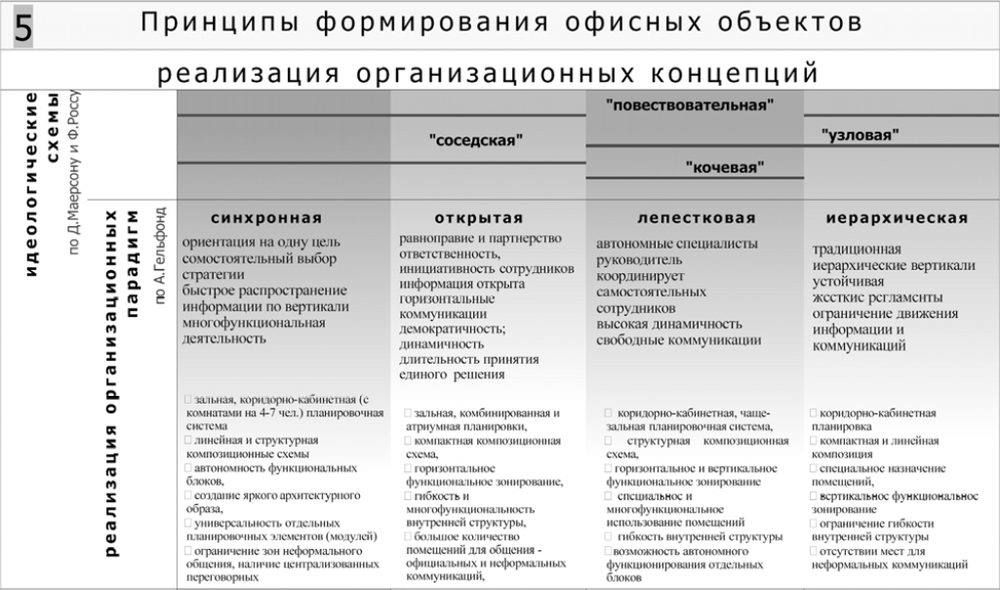 5
Принципы формирования офисных объектов
реализация организационных концепций
идеологические
схемы
по Д.Маерсону и Ф.Россу
"повествовательная"
"соседская"
"узловая"
"кочевая"
реализация организационных
парадигм
по А.Гельфонд
синхронная
ориентация на одну цель
сомостоятельный выбор
стратегии
быстрое распространение
информации по вертикали
многофункциональная
деятельность
зальная, коридорно-кабинетная (с
комнатами на 4-7 чел.) планировочная
система
линейная и структурная
композиционные схемы
автономность функциональных
блоков,
создание яркого архитектурного
образа,
универсальность отдельных
планировочных элементов (модулей)
ограничение зон неформального
общения, наличие централизованных
переговорных
открытая
равноправие и партнерство
ответственность,
инициативность сотрудников
информация открыта
горизонтальные
коммуникации
демократичность;
динамичность
длительность принятия
единого решения
зальная, комбинированная и
атриумная планировки,
компактная композиционная
схема,
горизонтальное
функциональное зонирование,
гибкость и
многофункциональность
внутренней структуры,
большое количество
помещений для общения -
официальных и неформальных
коммуникаций,
лепестковая
автономные специалисты
руководитель
координирует
самостоятельных
сотрудников
высокая динамичность
свободные коммуникации
коридорно-кабинетная, чаще-
зальная планировочная система,
структурная композиционная
схема,
горизонтальное и вертикальное
функциональное зонирование
специальное и
многофункциональное
использование помещений
гибкость внутренней структуры
возможность автономного
функционирования отдельных
блоков
иерархическая
традиционная
иерархические вертикали
устойчивая
жесткие регламенты
ограничение движения
информации и
коммуникаций
коридорно-кабинетная
планировка
компактная и линейная
композиция
специальное назначение
помещений,
вертикальное функциональное
зонирование
ограничение гибкости
внутренней структуры
отсутствии мест для
неформальных коммуникаций